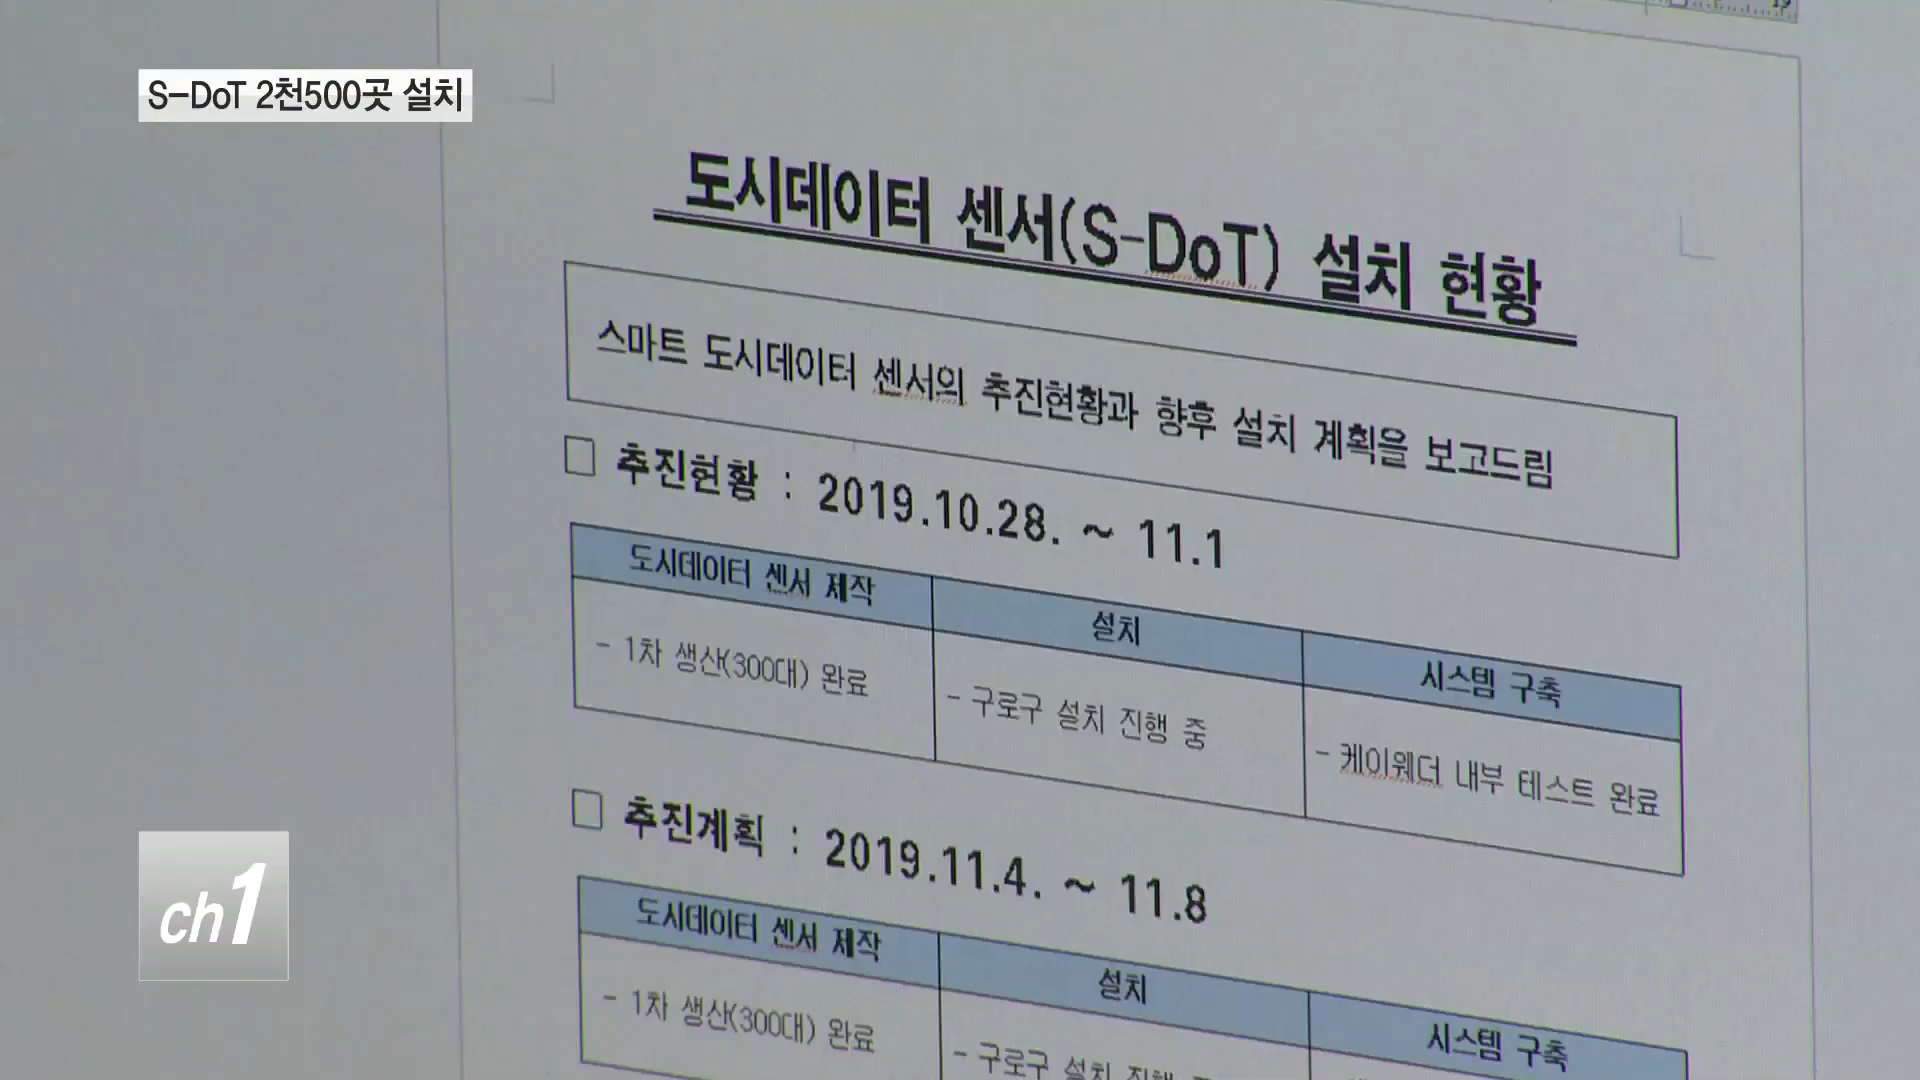 S-DoT 2천500곳 설치
도시데이터 센서(S-DoT) 설치 현황
스마트 도시데이터 센서의 추진현황과 향후 설치 계획을 보고드림
□ 추진현황 : 2019.10.28. ~ 11.1
도시데이터 센서 제작 설치 시스템 구축
- 1차 생산(300대) 완료 - 구로구 설치 진행 중 - 케이웨더 내부 테스트 완료
□ 추진계획 : 2019.11.4. ~ 11.8
도시데이터 센서 제작 설치 시스템 구축
- 1차 생산(300대) 완료 - 구로구 설치 진행
ch1